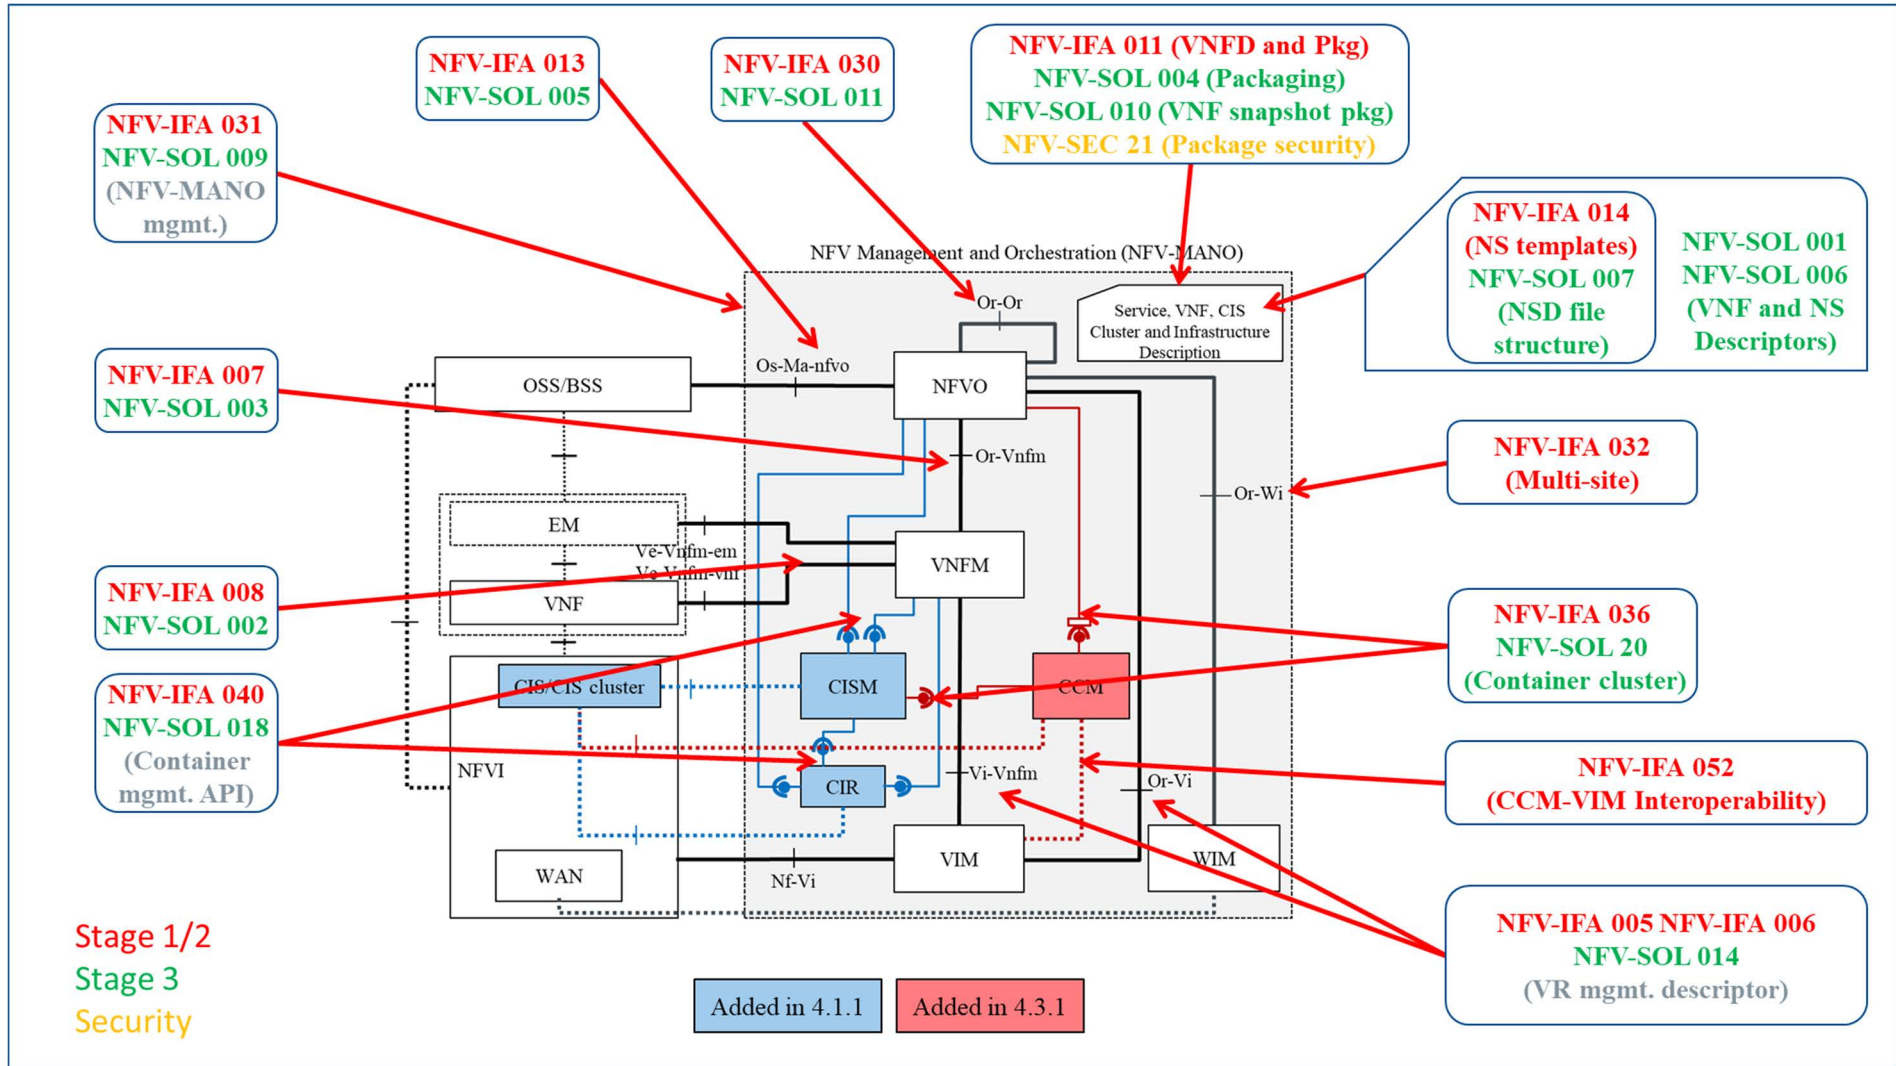 NFV-IFA 013
NFV-SOL 005
NFV-IFA 030
NFV-SOL 011
NFV-IFA 011 (VNFD and Pkg)
NFV-SOL 004 (Packaging)
NFV-SOL 010 (VNF snapshot pkg)
NFV-SEC 21 (Package security)
NFV-IFA 031
NFV-SOL 009
(NFV-MANO
mgmt.)
NFV-IFA 014
(NS templates)
NFV-SOL 007
(NSD file
structure)
NFV-SOL 001
NFV-SOL 006
(VNF and NS
Descriptors)
NFV Management and Orchestration (NFV-MANO)
Or-Or
Service, VNF, CIS
Cluster and Infrastructure
Description
NFV-IFA 007
NFV-SOL 003
OSS/BSS
Os-Ma-nfvo
NFVO
Or-Vnfm
NFV-IFA 032
(Multi-site)
Or-Wi
EM
Ve-Vnfm-em
Ve-Vnfm-vnf
VNFM
VNF
NFV-IFA 008
NFV-SOL 002
NFV-IFA 036
NFV-SOL 20
(Container cluster)
NFV-IFA 040
NFV-SOL 018
(Container
mgmt. API)
CIS/CIS cluster
CISM
CCM
NFVI
CIR
Vi-Vnfm
Or-Vi
NFV-IFA 052
(CCM-VIM Interoperability)
WAN
Nf-Vi
VIM
WIM
NFV-IFA 005 NFV-IFA 006
NFV-SOL 014
(VR mgmt. descriptor)
Stage 1/2
Stage 3
Security
Added in 4.1.1
Added in 4.3.1